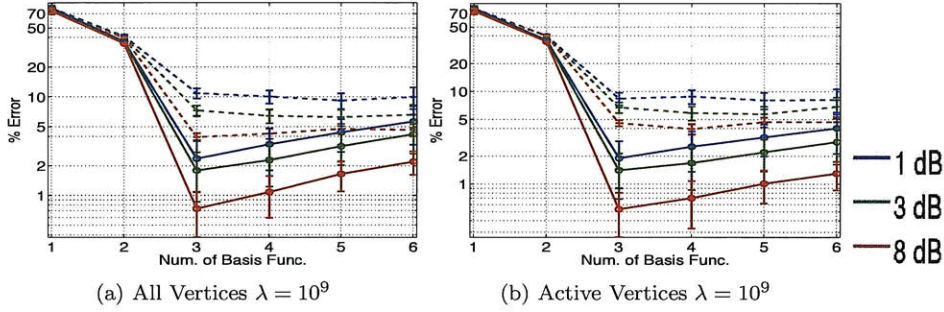 70
50
20
10
5
2
1
% Error
1 2 3 4 5 6
Num. of Basis Func.
(a) All Vertices λ = 10⁹
70
50
20
10
5
2
1
% Error
1 2 3 4 5 6
Num. of Basis Func.
(b) Active Vertices λ = 10⁹
1 dB
3 dB
8 dB